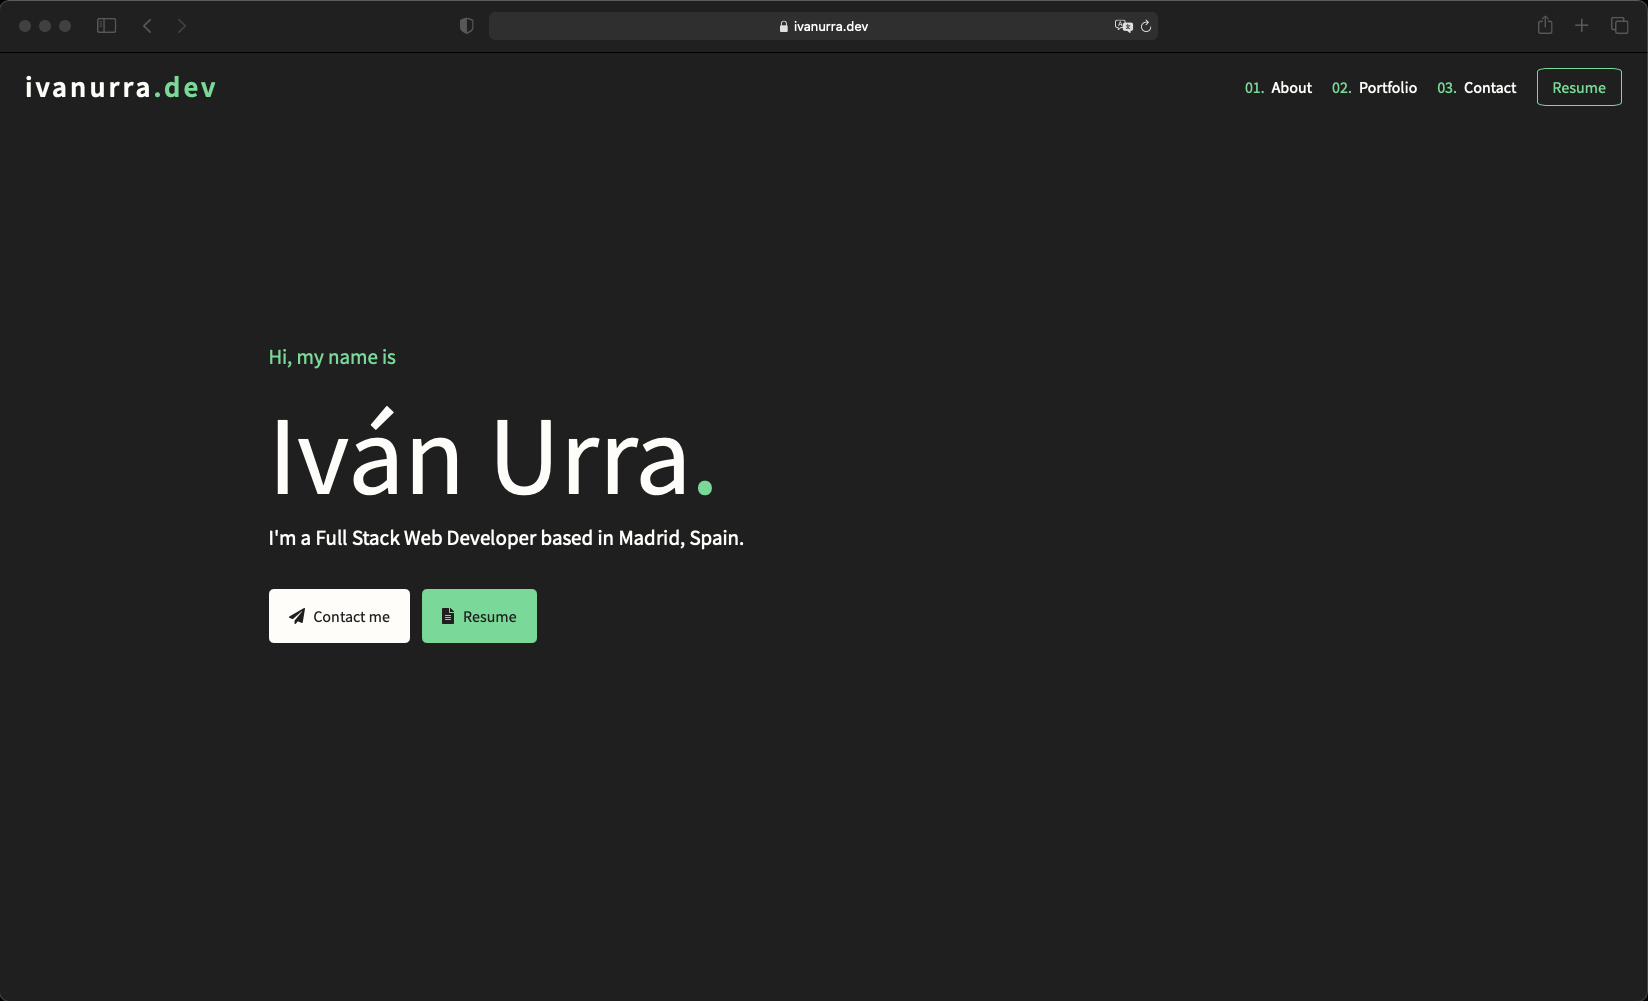 ivanurra.dev
ivanurra.dev
01. About 02. Portfolio 03. Contact Resume
Hi, my name is
Iván Urra.
I'm a Full Stack Web Developer based in Madrid, Spain.
Contact me Resume